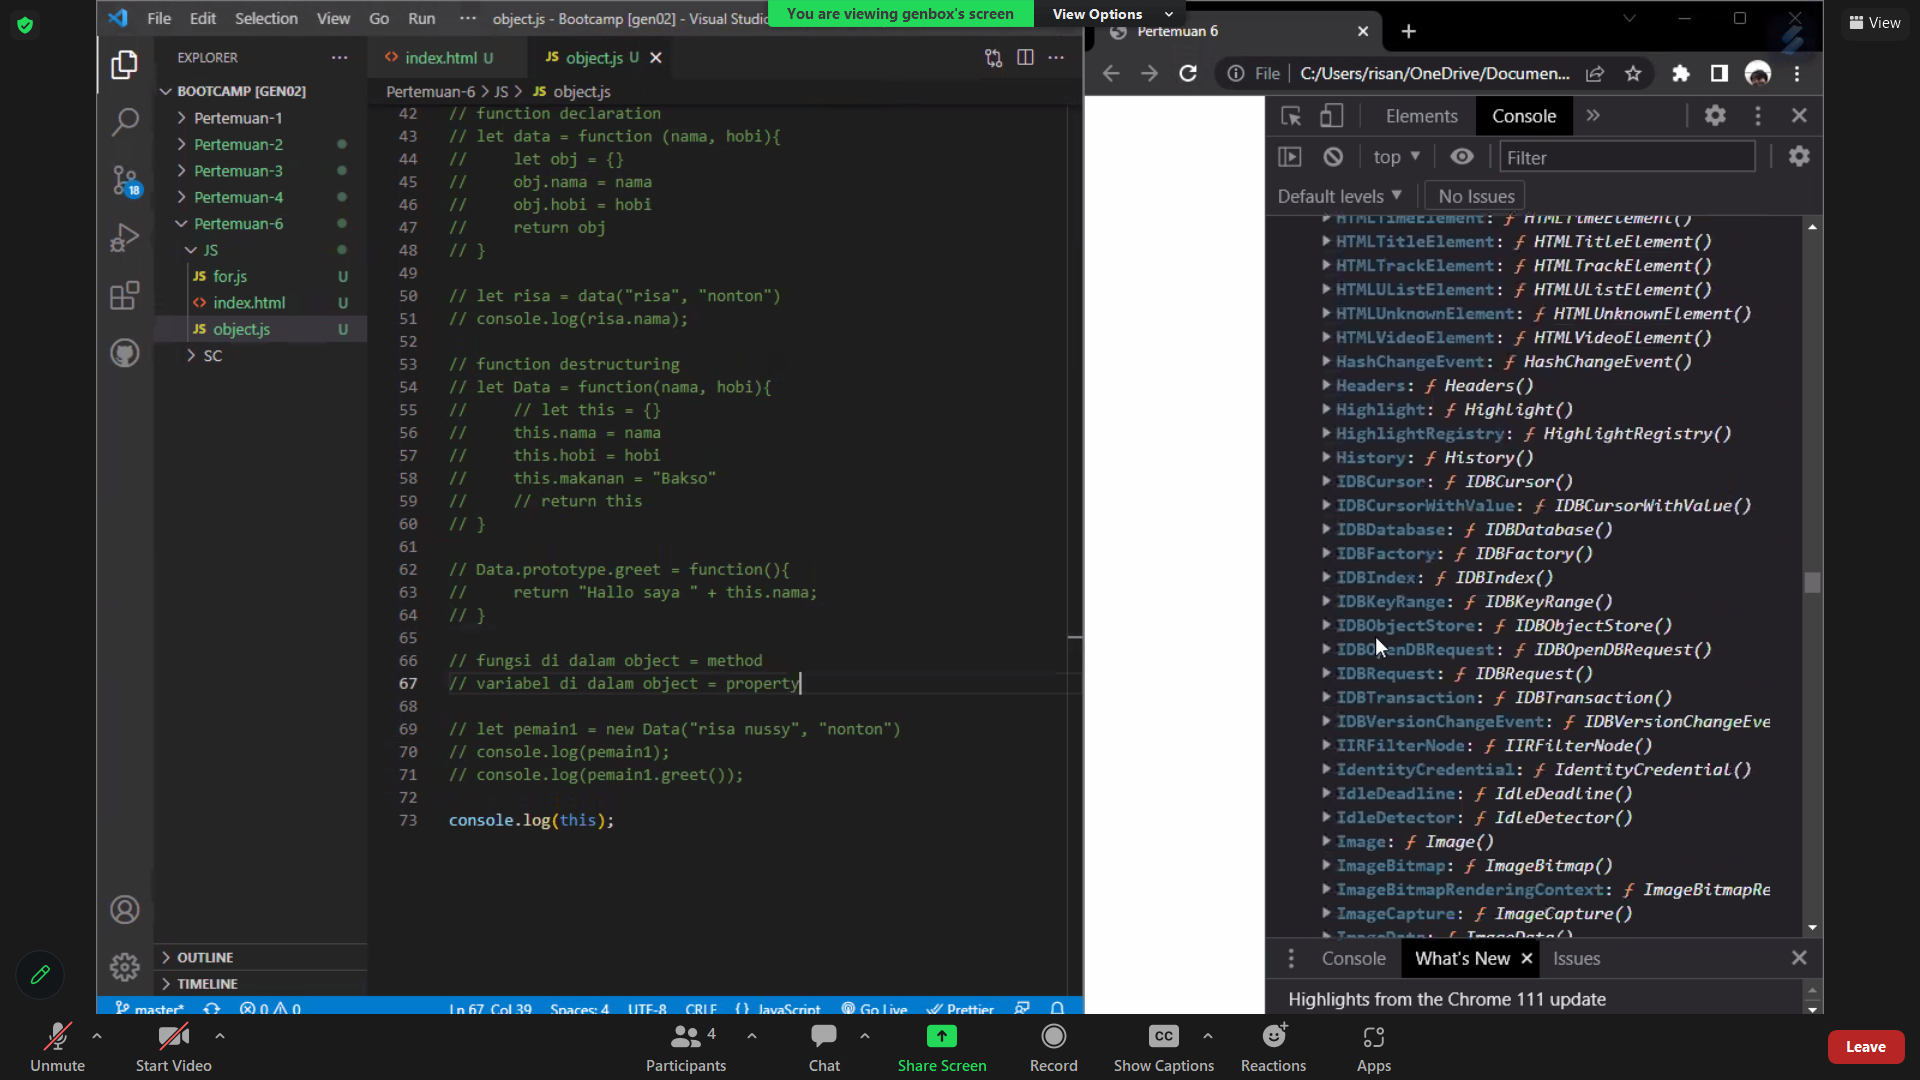 File Edit Selection View Go Run ··· object.js - Bootcamp [gen02] - Visual Studio
You are viewing genbox's screen View Options
View
EXPLORER ···
BOOTCAMP [GEN02]
Pertemuan-1
Pertemuan-2
Pertemuan-3
Pertemuan-4
Pertemuan-6
JS
JS for.js U
<> index.html U
JS object.js U
SC
18
OUTLINE
TIMELINE
<> index.html U JS object.js U
Pertemuan-6 > JS > JS object.js
42 // function declaration
43 // let data = function (nama, hobi){
44 //     let obj = {}
45 //     obj.nama = nama
46 //     obj.hobi = hobi
47 //     return obj
48 // }
49
50 // let risa = data("risa", "nonton")
51 // console.log(risa.nama);
52
53 // function destructuring
54 // let Data = function(nama, hobi){
55 //     // let this = {}
56 //     this.nama = nama
57 //     this.hobi = hobi
58 //     this.makanan = "Bakso"
59 //     // return this
60 // }
61
62 // Data.prototype.greet = function(){
63 //     return "Hallo saya " + this.nama;
64 // }
65
66 // fungsi di dalam object = method
67 // variabel di dalam object = property
68
69 // let pemain1 = new Data("risa nussy", "nonton")
70 // console.log(pemain1);
71 // console.log(pemain1.greet());
72
73 console.log(this);
master* 0 0 Ln 67, Col 39 Spaces: 4 UTF-8 CRLF {} JavaScript Go Live Prettier
Pertemuan 6
File C:/Users/risan/OneDrive/Documen...
Elements Console
top Filter
Default levels No Issues
HTMLTimeElement: ƒ HTMLTimeElement()
HTMLTitleElement: ƒ HTMLTitleElement()
HTMLTrackElement: ƒ HTMLTrackElement()
HTMLUListElement: ƒ HTMLUListElement()
HTMLUnknownElement: ƒ HTMLUnknownElement()
HTMLVideoElement: ƒ HTMLVideoElement()
HashChangeEvent: ƒ HashChangeEvent()
Headers: ƒ Headers()
Highlight: ƒ Highlight()
HighlightRegistry: ƒ HighlightRegistry()
History: ƒ History()
IDBCursor: ƒ IDBCursor()
IDBCursorWithValue: ƒ IDBCursorWithValue()
IDBDatabase: ƒ IDBDatabase()
IDBFactory: ƒ IDBFactory()
IDBIndex: ƒ IDBIndex()
IDBKeyRange: ƒ IDBKeyRange()
IDBObjectStore: ƒ IDBObjectStore()
IDBOpenDBRequest: ƒ IDBOpenDBRequest()
IDBRequest: ƒ IDBRequest()
IDBTransaction: ƒ IDBTransaction()
IDBVersionChangeEvent: ƒ IDBVersionChangeEve
IIRFilterNode: ƒ IIRFilterNode()
IdentityCredential: ƒ IdentityCredential()
IdleDeadline: ƒ IdleDeadline()
IdleDetector: ƒ IdleDetector()
Image: ƒ Image()
ImageBitmap: ƒ ImageBitmap()
ImageBitmapRenderingContext: ƒ ImageBitmapRe
ImageCapture: ƒ ImageCapture()
ImageData: ƒ ImageData()
Console What's New Issues
Highlights from the Chrome 111 update
Unmute Start Video Participants 4 Chat Share Screen Record CC Show Captions Reactions Apps Leave